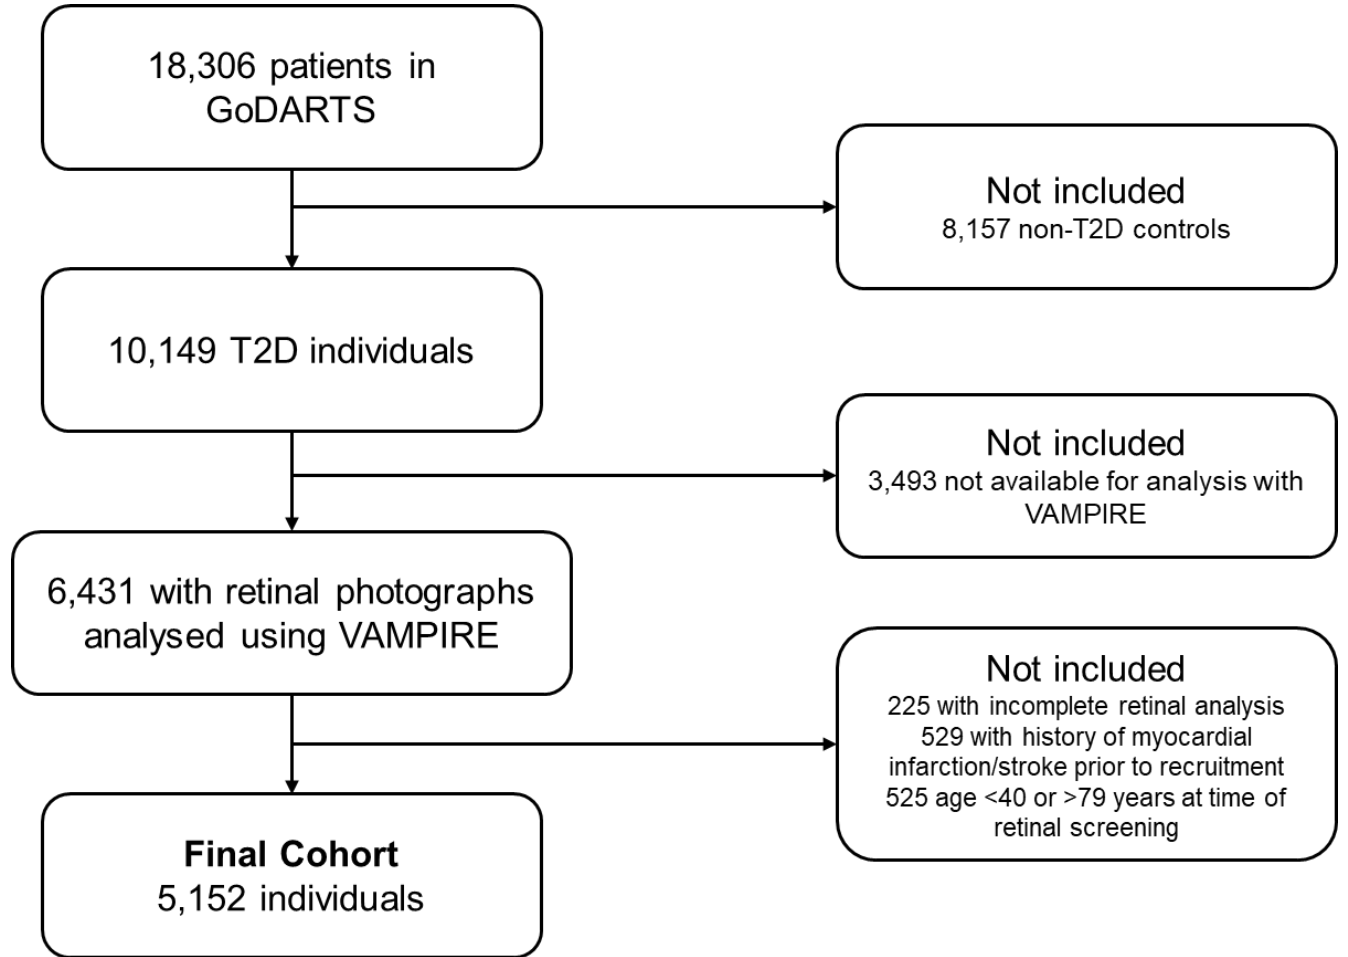 18,306 patients in
GoDARTS
Not included
8,157 non-T2D controls
10,149 T2D individuals
Not included
3,493 not available for analysis with
VAMPIRE
6,431 with retinal photographs
analysed using VAMPIRE
Not included
225 with incomplete retinal analysis
529 with history of myocardial
infarction/stroke prior to recruitment
525 age <40 or >79 years at time of
retinal screening
Final Cohort
5,152 individuals